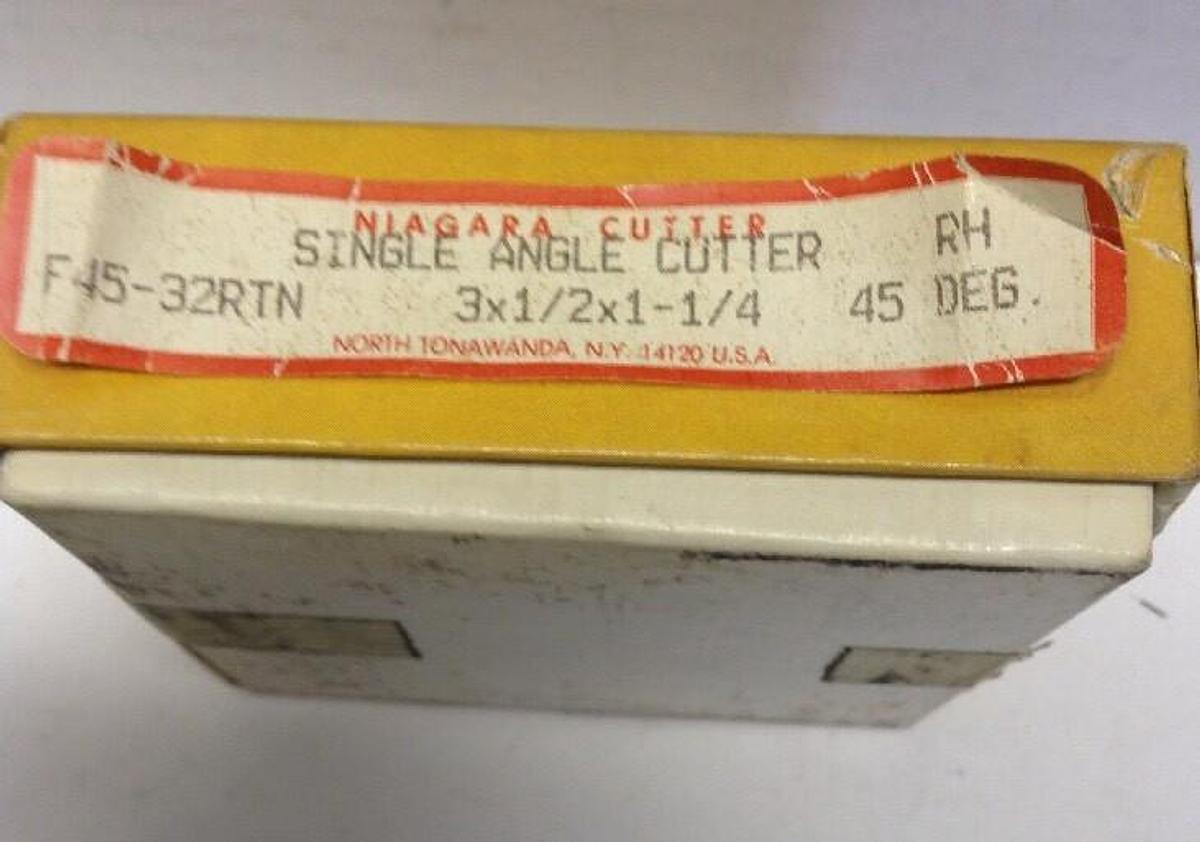 NIAGARA CUTTER
SINGLE ANGLE CUTTER RH
F45-32RTN 3x1/2x1-1/4 45 DEG.
NORTH TONAWANDA, N.Y. 14120 U.S.A.